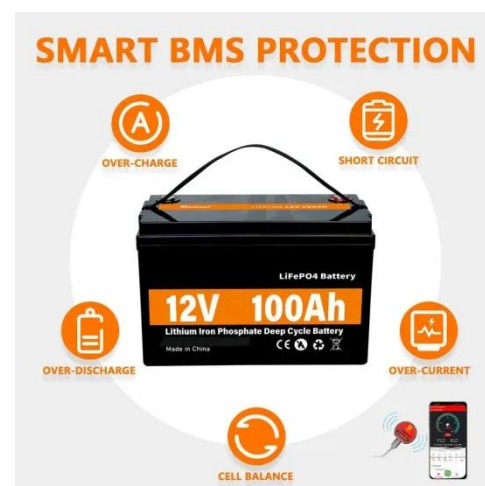 SMART BMS PROTECTION
A
OVER-CHARGE
SHORT CIRCUIT
LiFePO4 Battery
12V 100Ah
Lithium Iron Phosphate Deep Cycle Battery
Made in China
CE
OVER-DISCHARGE
OVER-CURRENT
CELL BALANCE